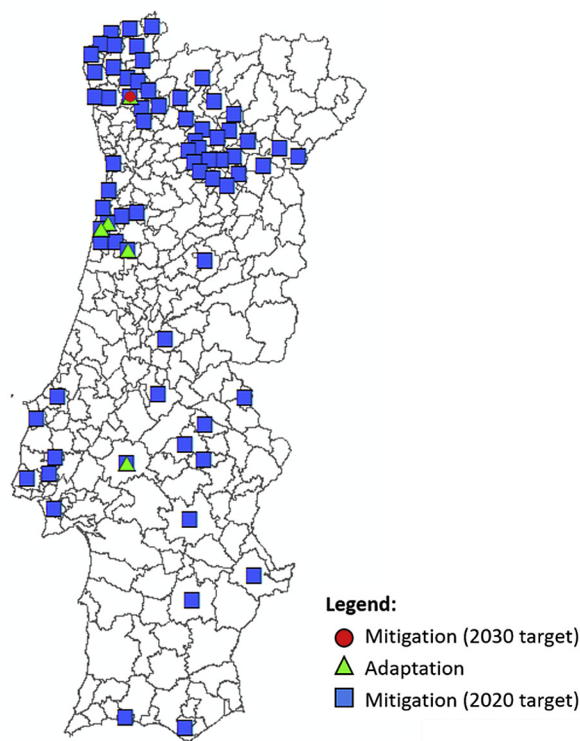 Legend:
Mitigation (2030 target)
Adaptation
Mitigation (2020 target)